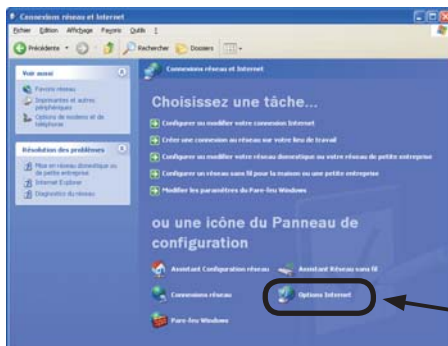 Connexions réseau et Internet
Fichier Edition Affichage Favoris Outils ?
Précédente Rechercher Dossiers
Voir aussi
Favoris réseau
Imprimantes et autres
périphériques
Options de modems et de
téléphonie
Résolution des problèmes
Mise en réseau domestique ou
de petite entreprise
Internet Explorer
Diagnostics du réseau
Connexions réseau et Internet
Choisissez une tâche...
Configurer ou modifier votre connexion Internet
Créer une connexion au réseau sur votre lieu de travail
Configurer ou modifier votre réseau domestique ou votre réseau de petite entreprise
Configurer un réseau sans fil pour la maison ou une petite entreprise
Modifier les paramètres du Pare-feu Windows
ou une icône du Panneau de
configuration
Assistant Configuration réseau
Assistant Réseau sans fil
Connexions réseau
Options Internet
Pare-feu Windows